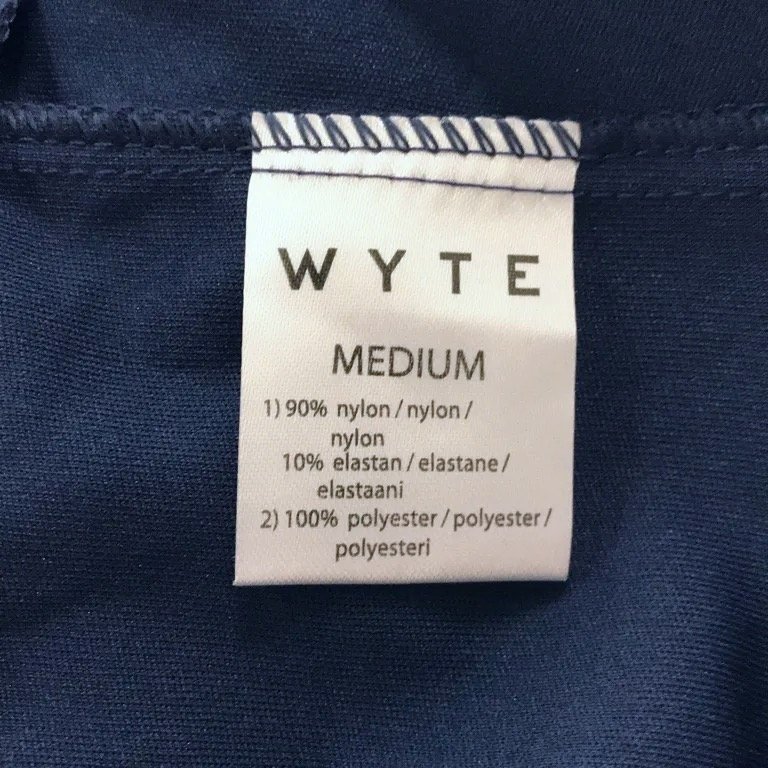 WYTE
MEDIUM
1) 90% nylon / nylon /
nylon
10% elastan / elastane /
elastaani
2) 100% polyester / polyester /
polyesteri